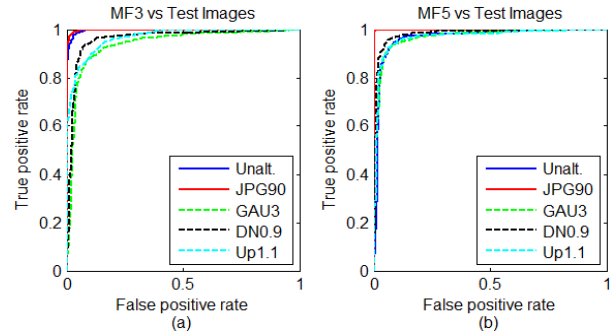 MF3 vs Test Images
True positive rate
1
0.8
0.6
0.4
0.2
0
Unalt.
JPG90
GAU3
DN0.9
Up1.1
0
0.5
1
False positive rate
(a)
MF5 vs Test Images
True positive rate
1
0.8
0.6
0.4
0.2
0
Unalt.
JPG90
GAU3
DN0.9
Up1.1
0
0.5
1
False positive rate
(b)